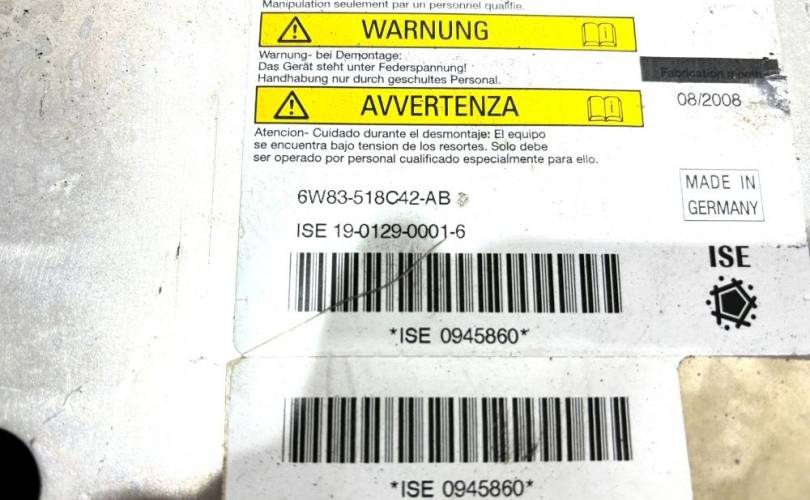 Manipulation seulement par un personnel qualifie.
WARNUNG
Warnung- bei Demontage:
Das Gerät steht unter Federspannung!
Handhabung nur durch geschultes Personal.
Fabrication
08/2008
AVVERTENZA
Atencion- Cuidado durante el desmontaje: El equipo
se encuentra bajo tension de los resortes. Solo debe
ser operado por personal cualificado especialmente para ello.
6W83-518C42-AB
MADE IN
GERMANY
ISE 19-0129-0001-6
ISE
*ISE 0945860*
*ISE 0945860*